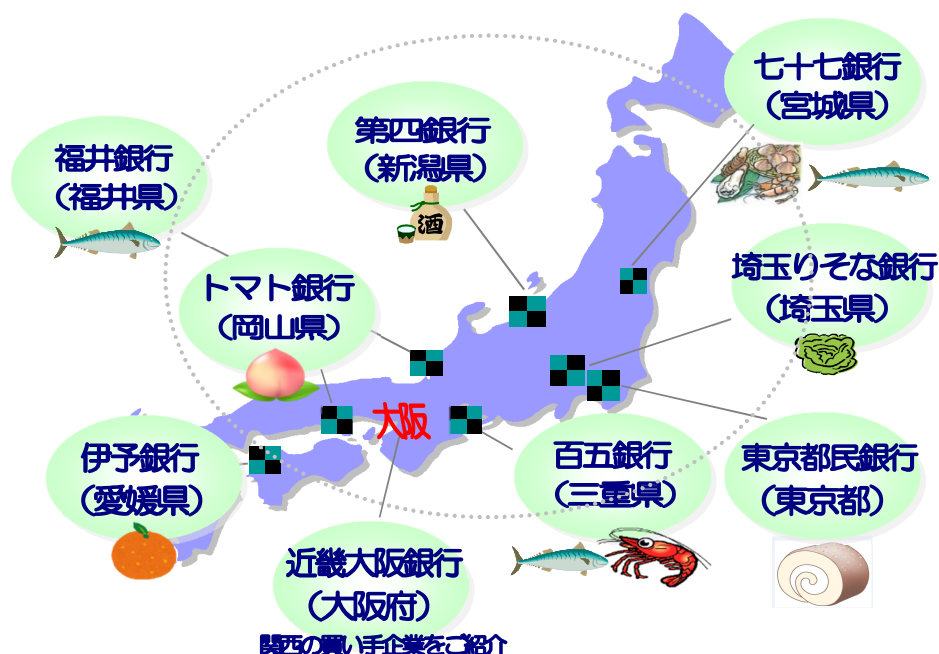 七十七銀行
（宮城県）
第四銀行
（新潟県）
酒
福井銀行
（福井県）
埼玉りそな銀行
（埼玉県）
トマト銀行
（岡山県）
大阪
伊予銀行
（愛媛県）
百五銀行
（三重県）
東京都民銀行
（東京都）
近畿大阪銀行
（大阪府）
関西の買い手企業をご紹介